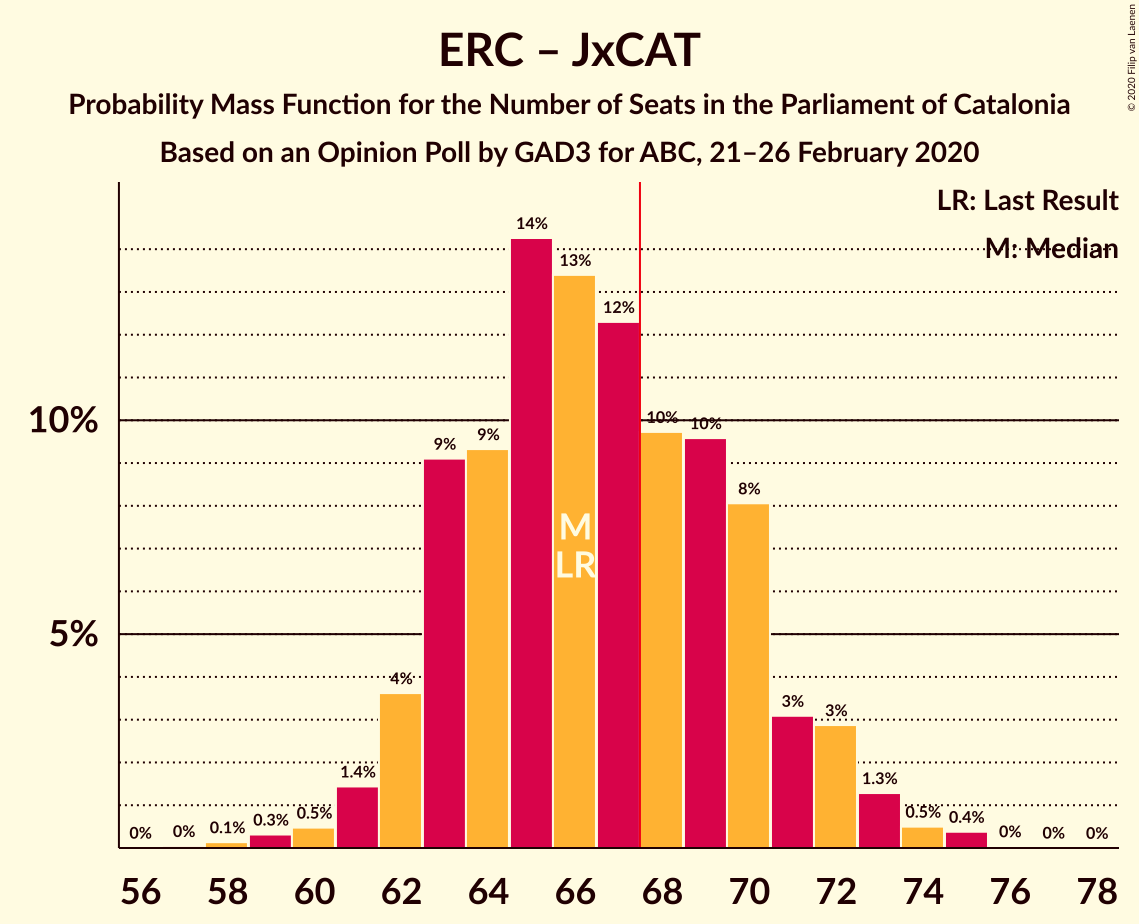 ERC – JxCAT
Probability Mass Function for the Number of Seats in the Parliament of Catalonia
Based on an Opinion Poll by GAD3 for ABC, 21–26 February 2020
© 2020 Filip van Laenen
LR: Last Result
M: Median
10%
5%
0% 0% 0.1% 0.3% 0.5% 1.4% 4% 9% 9% 14% 13% 12% 10% 10% 8% 3% 3% 1.3% 0.5% 0.4% 0% 0% 0%
M
LR
56 58 60 62 64 66 68 70 72 74 76 78